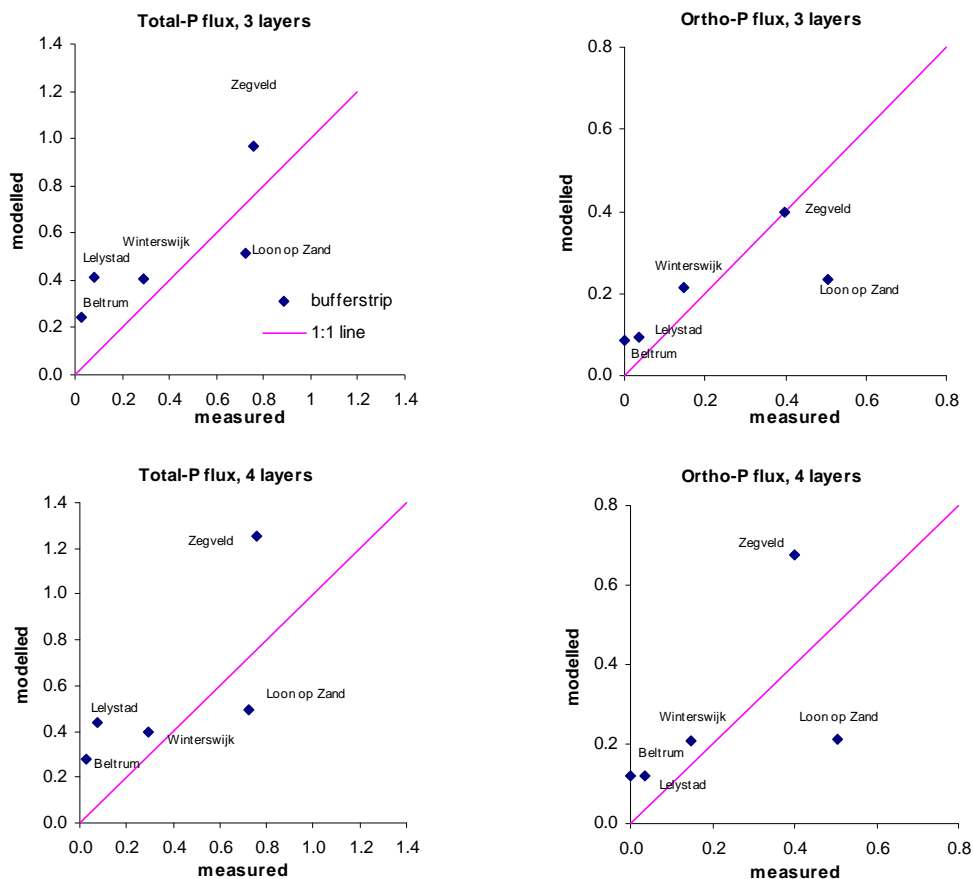 Total-P flux, 3 layers
1.4
1.2
1.0
0.8
0.6
0.4
0.2
0.0
modelled
Zegveld
Winterswijk
Lelystad
Loon op Zand
Beltrum
bufferstrip
1:1 line
0 0.2 0.4 0.6 0.8 1 1.2 1.4
measured
Ortho-P flux, 3 layers
0.8
0.6
0.4
0.2
0.0
modelled
Zegveld
Winterswijk
Loon op Zand
Lelystad
Beltrum
0 0.2 0.4 0.6 0.8
measured
Total-P flux, 4 layers
1.4
1.2
1.0
0.8
0.6
0.4
0.2
0.0
modelled
Zegveld
Lelystad
Loon op Zand
Winterswijk
Beltrum
0.0 0.2 0.4 0.6 0.8 1.0 1.2 1.4
measured
Ortho-P flux, 4 layers
0.8
0.6
0.4
0.2
0.0
modelled
Zegveld
Winterswijk
Loon op Zand
Beltrum
Lelystad
0.0 0.2 0.4 0.6 0.8
measured